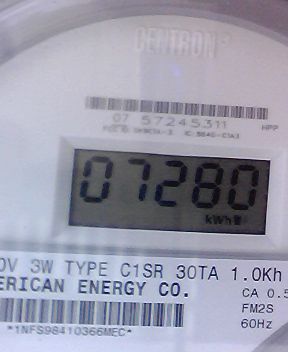 CENTRON®
07 57245311 HPP
07280
kWh
0V 3W TYPE C1SR 30TA 1.0Kh
ERICAN ENERGY CO.
CA 0.5
FM2S
60Hz
*1NFS98410366MEC*